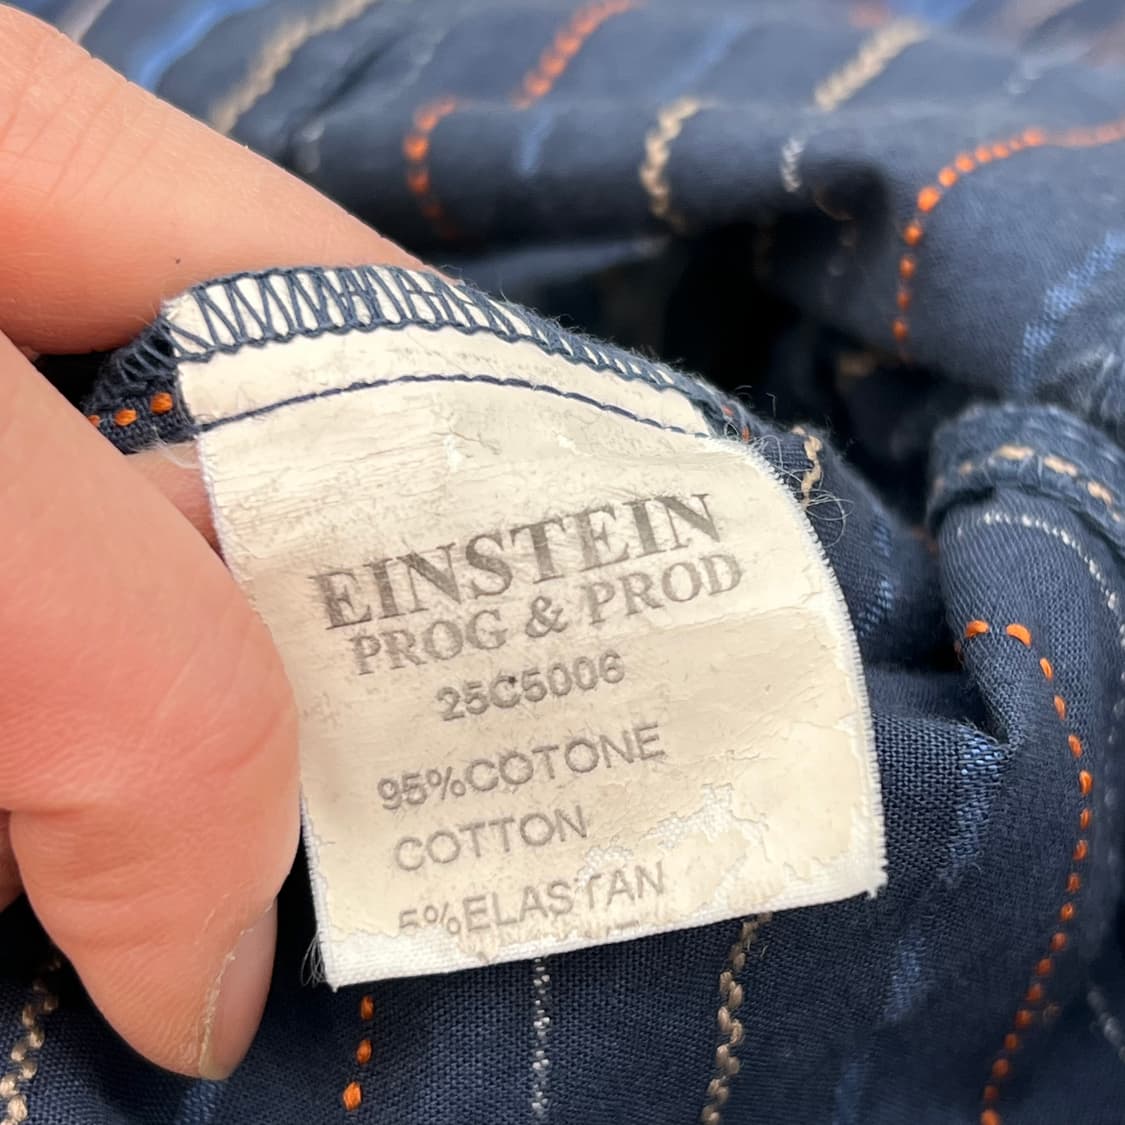 EINSTEIN
PROG & PROD
25C5006
95%COTONE
COTTON
5%ELASTAN